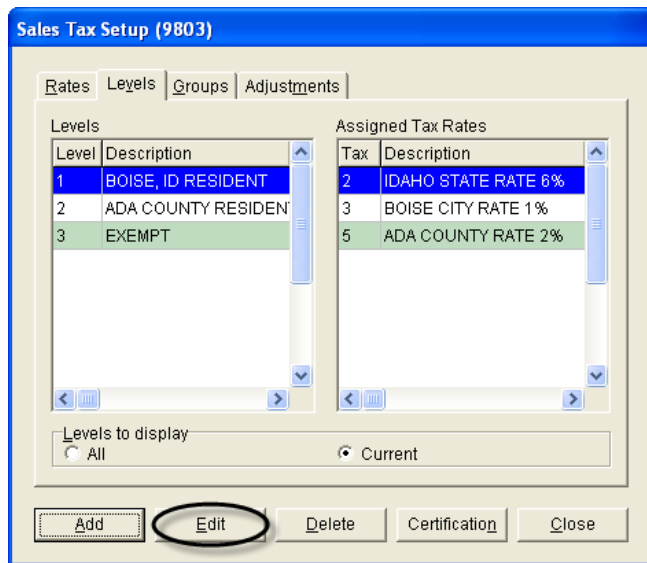 Sales Tax Setup (9803)
Rates Levels Groups Adjustments
Levels
Level Description
1 BOISE, ID RESIDENT
2 ADA COUNTY RESIDEN
3 EXEMPT
Assigned Tax Rates
Tax Description
2 IDAHO STATE RATE 6%
3 BOISE CITY RATE 1%
5 ADA COUNTY RATE 2%
Levels to display
All Current
Add Edit Delete Certification Close